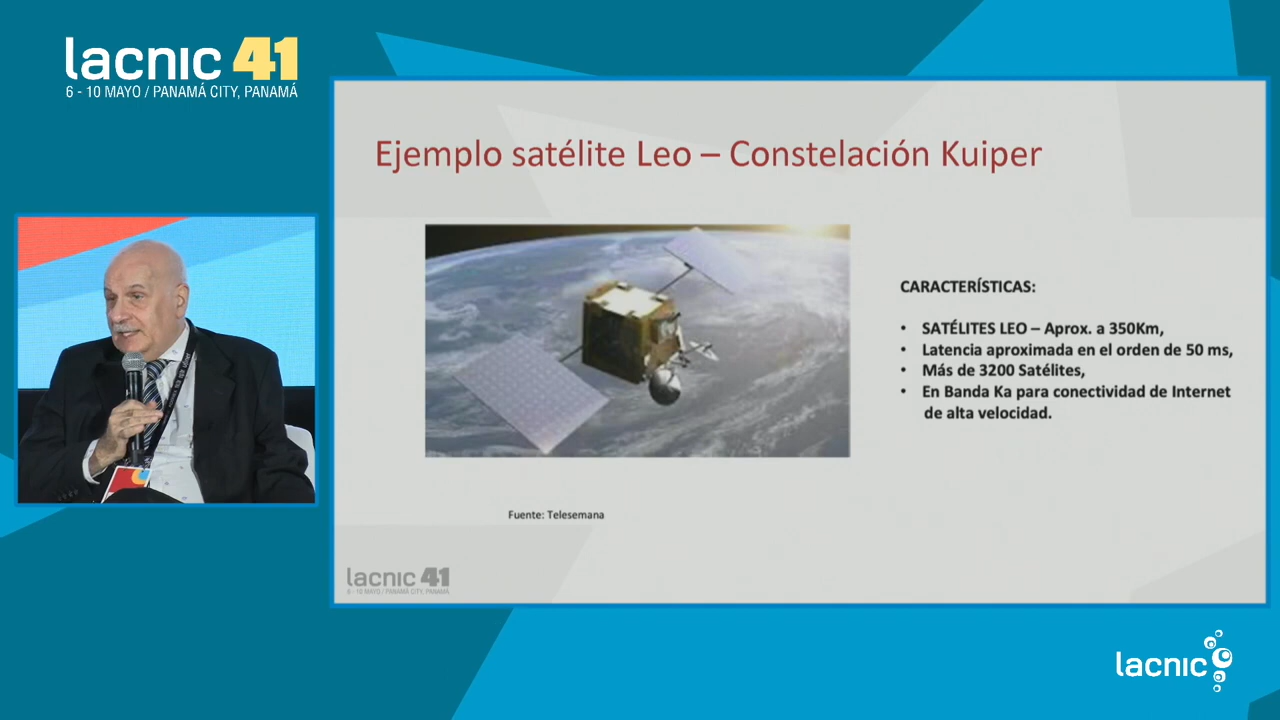 lacnic 41
6 - 10 MAYO / PANAMÁ CITY, PANAMÁ
Ejemplo satélite Leo – Constelación Kuiper
CARACTERÍSTICAS:
• SATÉLITES LEO – Aprox. a 350Km,
• Latencia aproximada en el orden de 50 ms,
• Más de 3200 Satélites,
• En Banda Ka para conectividad de Internet
de alta velocidad.
Fuente: Telesemana
lacnic 41
6 - 10 MAYO / PANAMÁ CITY, PANAMÁ
lacnic